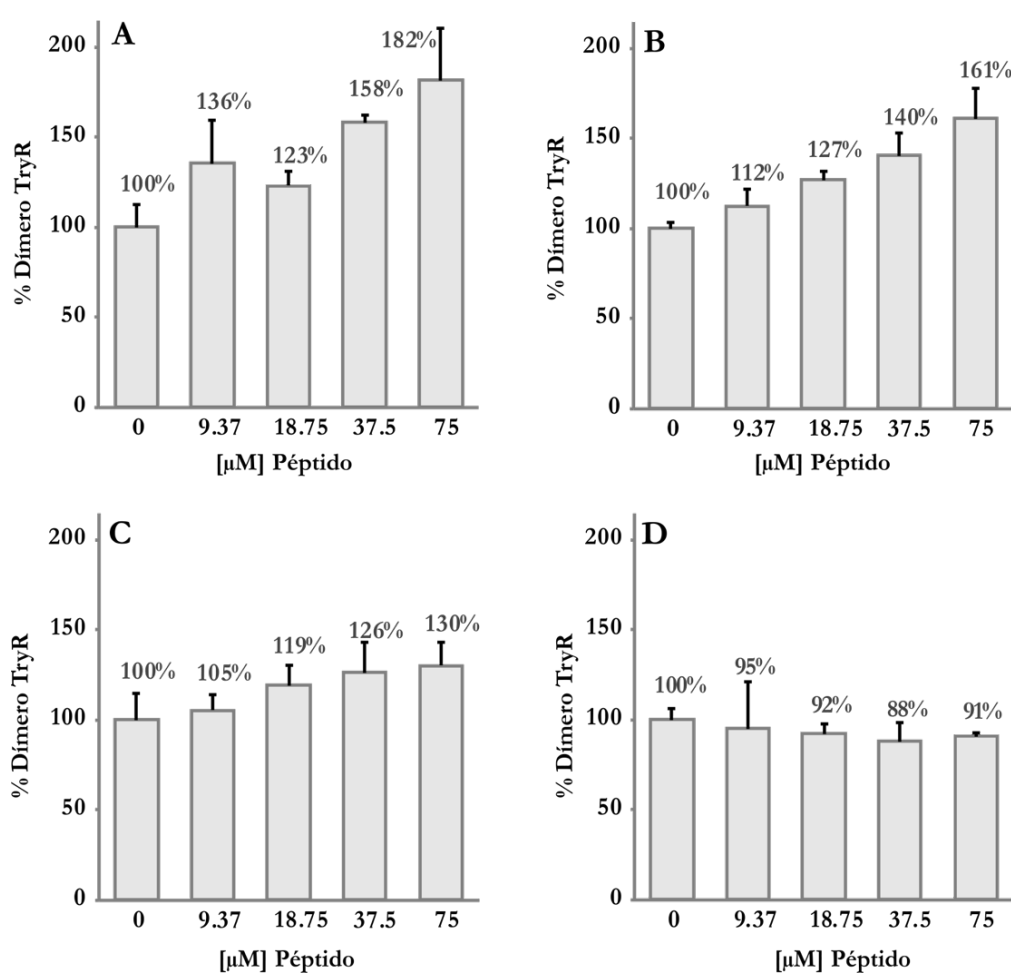 A
% Dímero TryR
200
150
100
50
0
100%
136%
123%
158%
182%
0 9.37 18.75 37.5 75
[µM] Péptido
B
% Dímero TryR
200
150
100
50
0
100%
112%
127%
140%
161%
0 9.37 18.75 37.5 75
[µM] Péptido
C
% Dímero TryR
200
150
100
50
0
100%
105%
119%
126%
130%
0 9.37 18.75 37.5 75
[µM] Péptido
D
% Dímero TryR
200
150
100
50
0
100%
95%
92%
88%
91%
0 9.37 18.75 37.5 75
[µM] Péptido